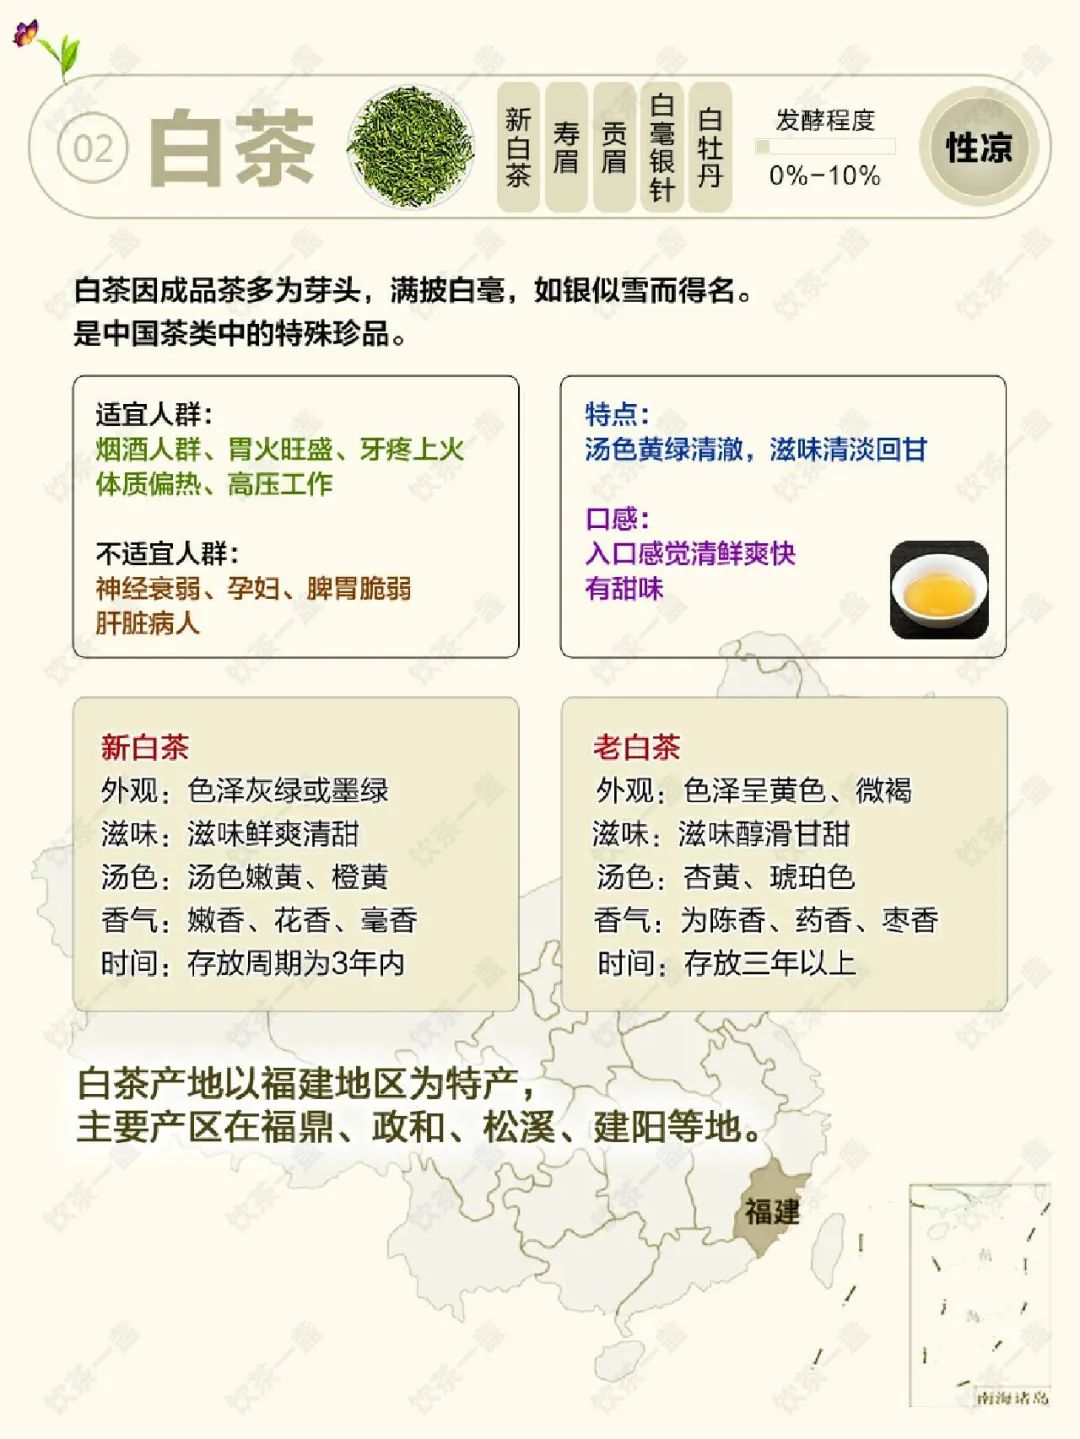 02
白茶
新白茶
寿眉
贡眉
白毫银针
白牡丹
发酵程度
0%-10%
性凉
白茶因成品茶多为芽头，满披白毫，如银似雪而得名。
是中国茶类中的特殊珍品。
适宜人群：
烟酒人群、胃火旺盛、牙疼上火
体质偏热、高压工作
不适宜人群：
神经衰弱、孕妇、脾胃脆弱
肝脏病人
特点：
汤色黄绿清澈，滋味清淡回甘
口感：
入口感觉清鲜爽快
有甜味
新白茶
外观：色泽灰绿或墨绿
滋味：滋味鲜爽清甜
汤色：汤色嫩黄、橙黄
香气：嫩香、花香、毫香
时间：存放周期为3年内
老白茶
外观：色泽呈黄色、微褐
滋味：滋味醇滑甘甜
汤色：杏黄、琥珀色
香气：为陈香、药香、枣香
时间：存放三年以上
白茶产地以福建地区为特产，
主要产区在福鼎、政和、松溪、建阳等地。
福建
南
海
南海诸岛
饮茶一盏